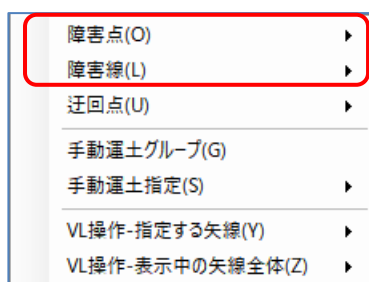 障害点(O)
障害線(L)
迂回点(U)
手動運土グループ(G)
手動運土指定(S)
VL操作-指定する矢線(Y)
VL操作-表示中の矢線全体(Z)